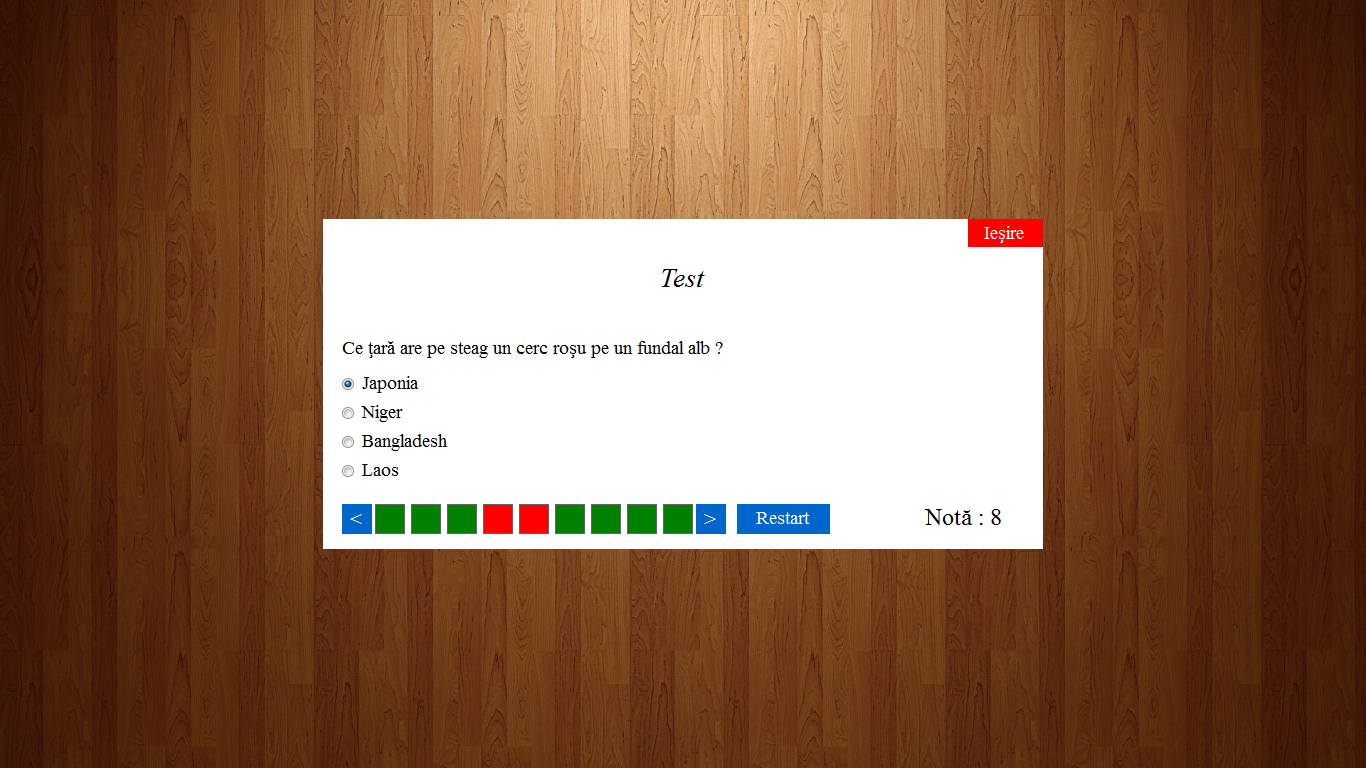 Ieşire
Test
Ce ţară are pe steag un cerc roşu pe un fundal alb ?
Japonia
Niger
Bangladesh
Laos
< > Restart Notă : 8